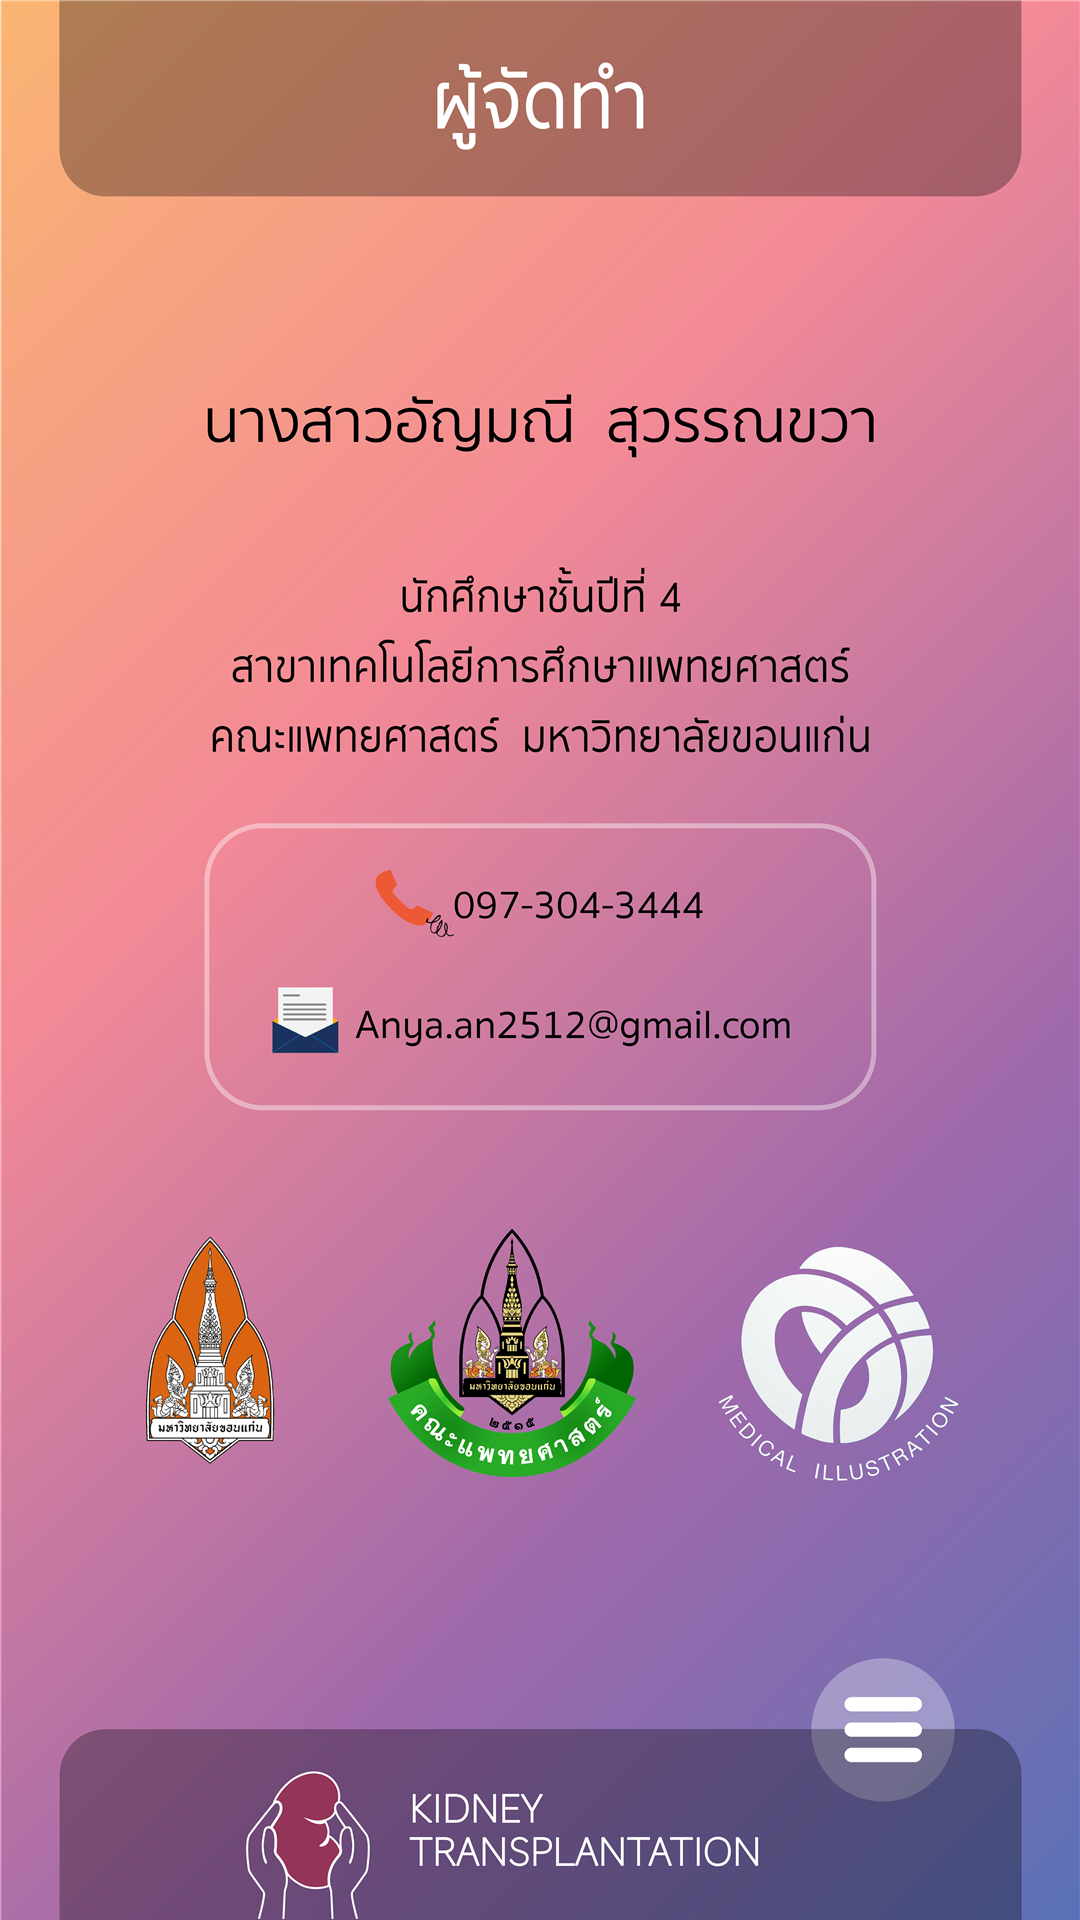 ผู้จัดทำ
นางสาวอัญมณี สุวรรณขวา
นักศึกษาชั้นปีที่ 4
สาขาเทคโนโลยีการศึกษาแพทยศาสตร์
คณะแพทยศาสตร์ มหาวิทยาลัยขอนแก่น
097-304-3444
Anya.an2512@gmail.com
มหาวิทยาลัยขอนแก่น
มหาวิทยาลัยขอนแก่น
๒๕๑๕
คณะแพทยศาสตร์
MEDICAL ILLUSTRATION
KIDNEY
TRANSPLANTATION